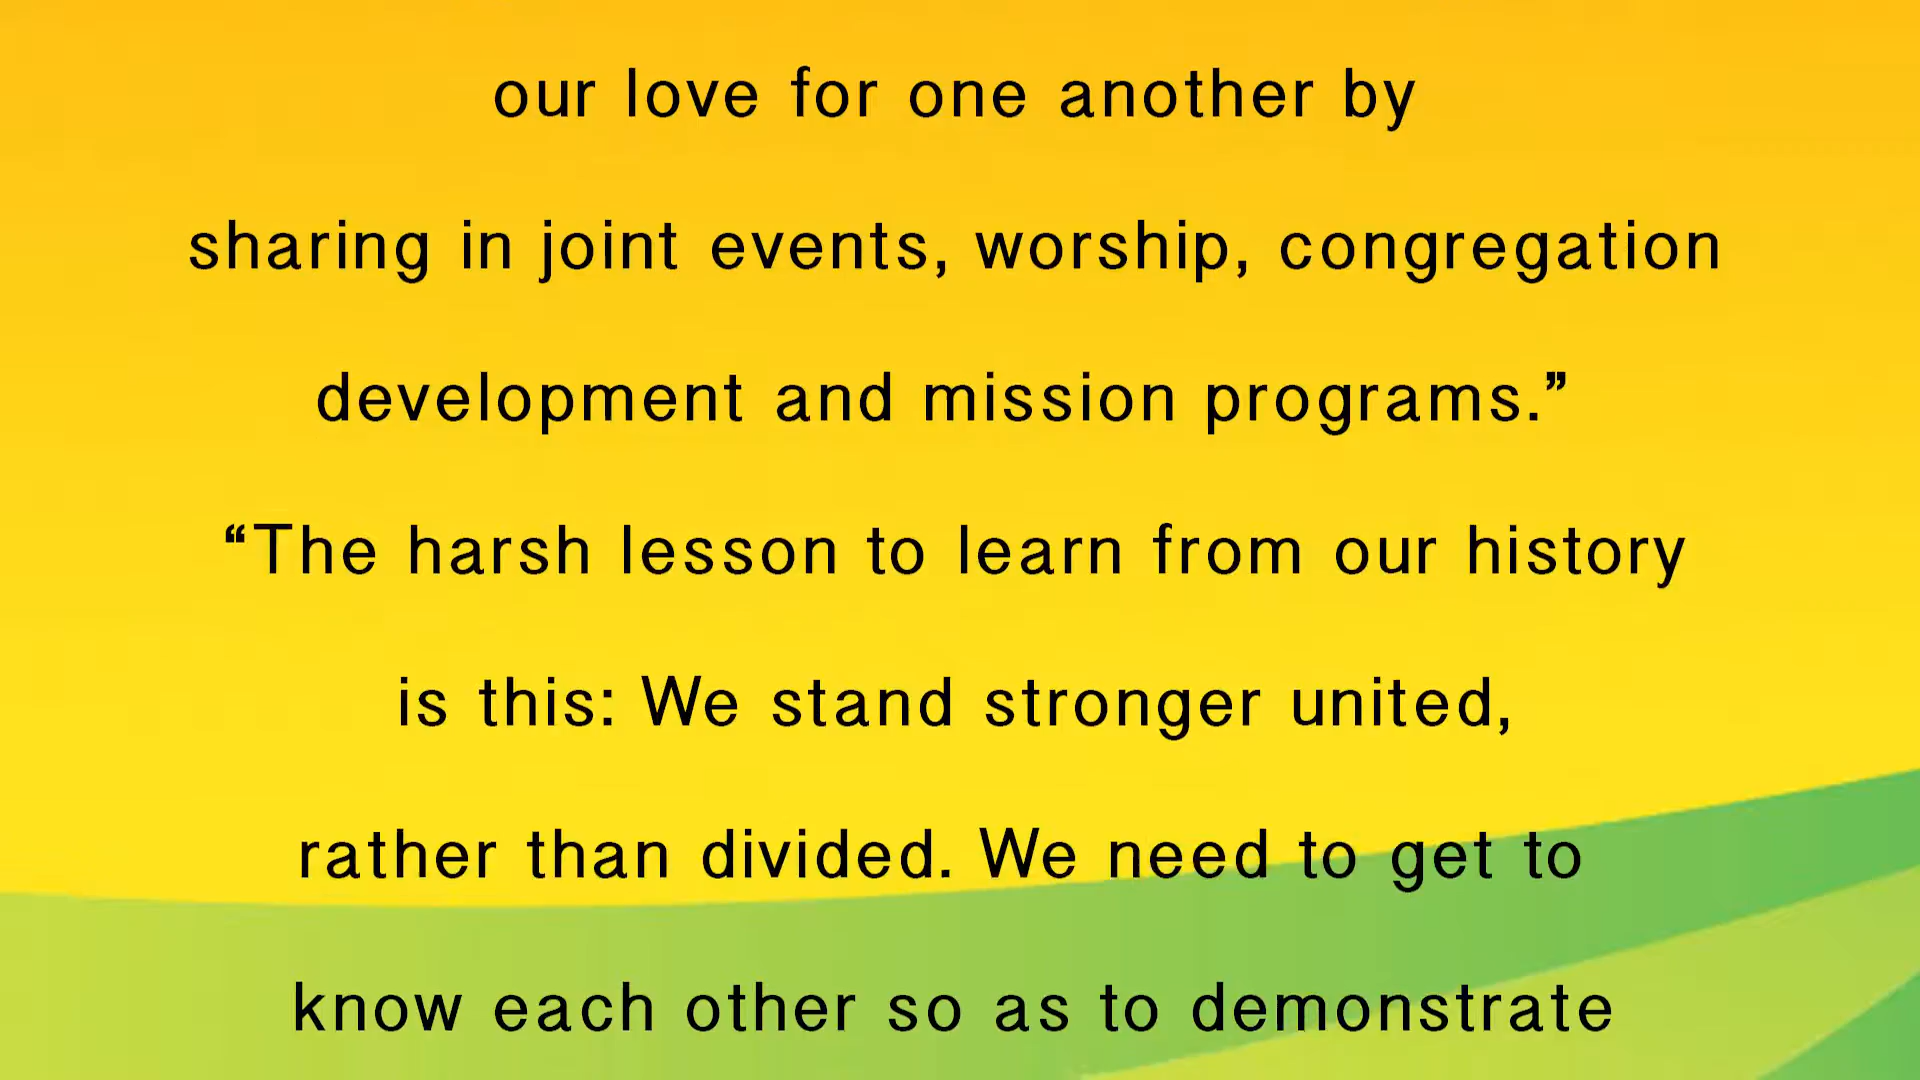 our love for one another by
sharing in joint events, worship, congregation
development and mission programs.”
“The harsh lesson to learn from our history
is this: We stand stronger united,
rather than divided. We need to get to
know each other so as to demonstrate